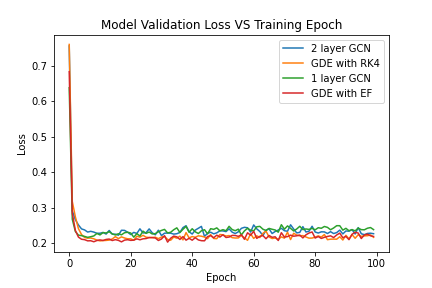 Model Validation Loss VS Training Epoch
2 layer GCN
GDE with RK4
1 layer GCN
GDE with EF
Loss
0.7
0.6
0.5
0.4
0.3
0.2
0 20 40 60 80 100
Epoch